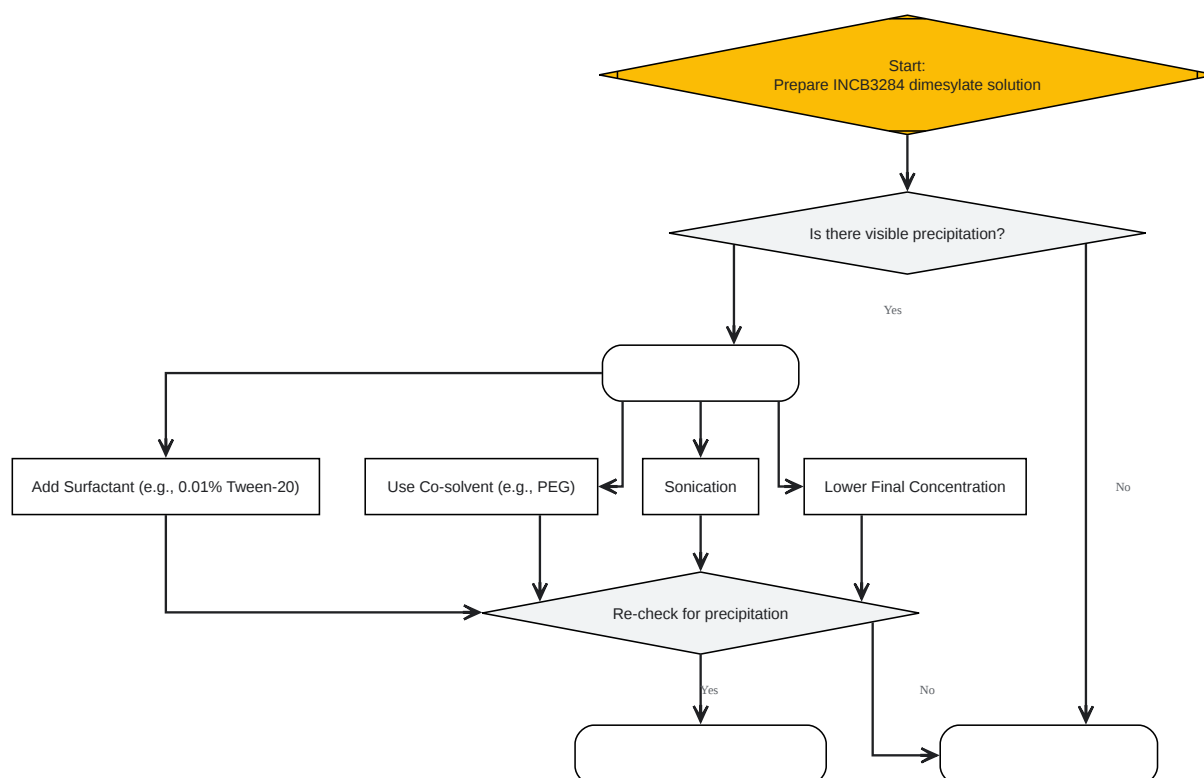 Start:
Prepare INCB3284 dimesylate solution
Is there visible precipitation?
Yes
Add Surfactant (e.g., 0.01% Tween-20)
Use Co-solvent (e.g., PEG)
Sonication
Lower Final Concentration
No
Re-check for precipitation
Yes
No